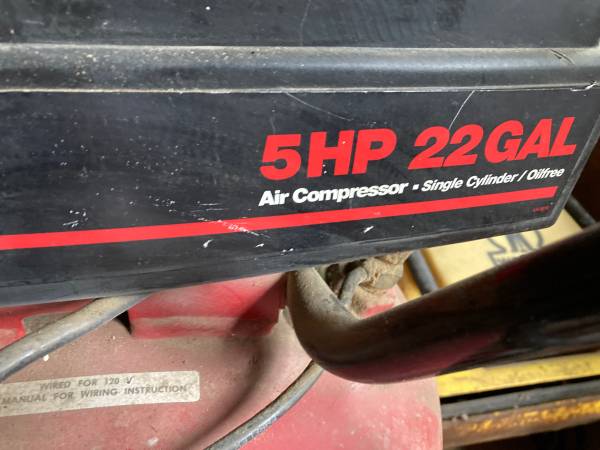 5HP 22GAL
Air Compressor ▪ Single Cylinder / Oilfree
WIRED FOR 120 V
MANUAL FOR WIRING INSTRUCTION